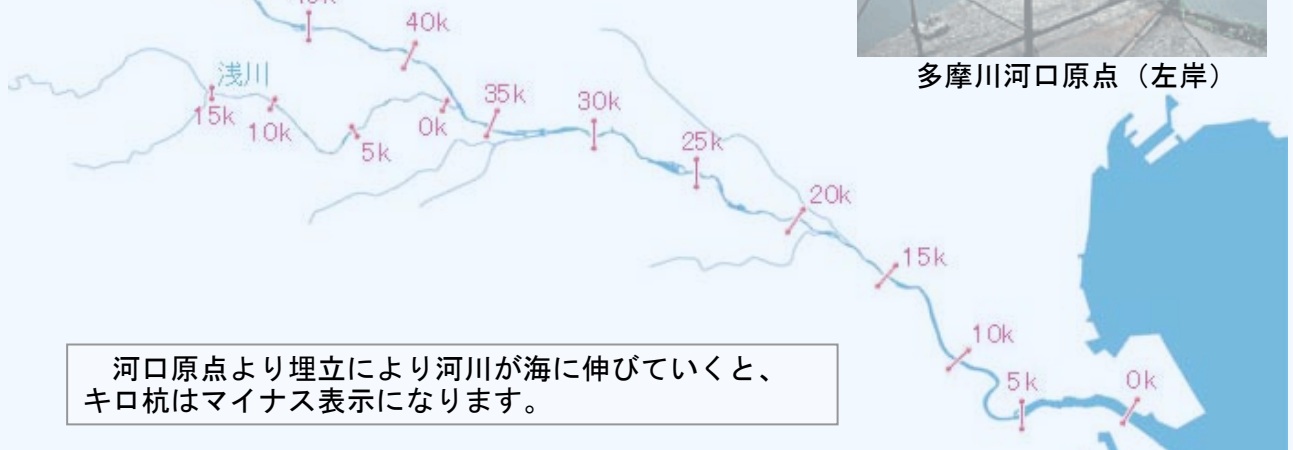 40k
多摩川河口原点（左岸）
浅川
15k
10k
5k
0k
35k
30k
25k
20k
15k
10k
5k
0k
河口原点より埋立により河川が海に伸びていくと、
キロ杭はマイナス表示になります。